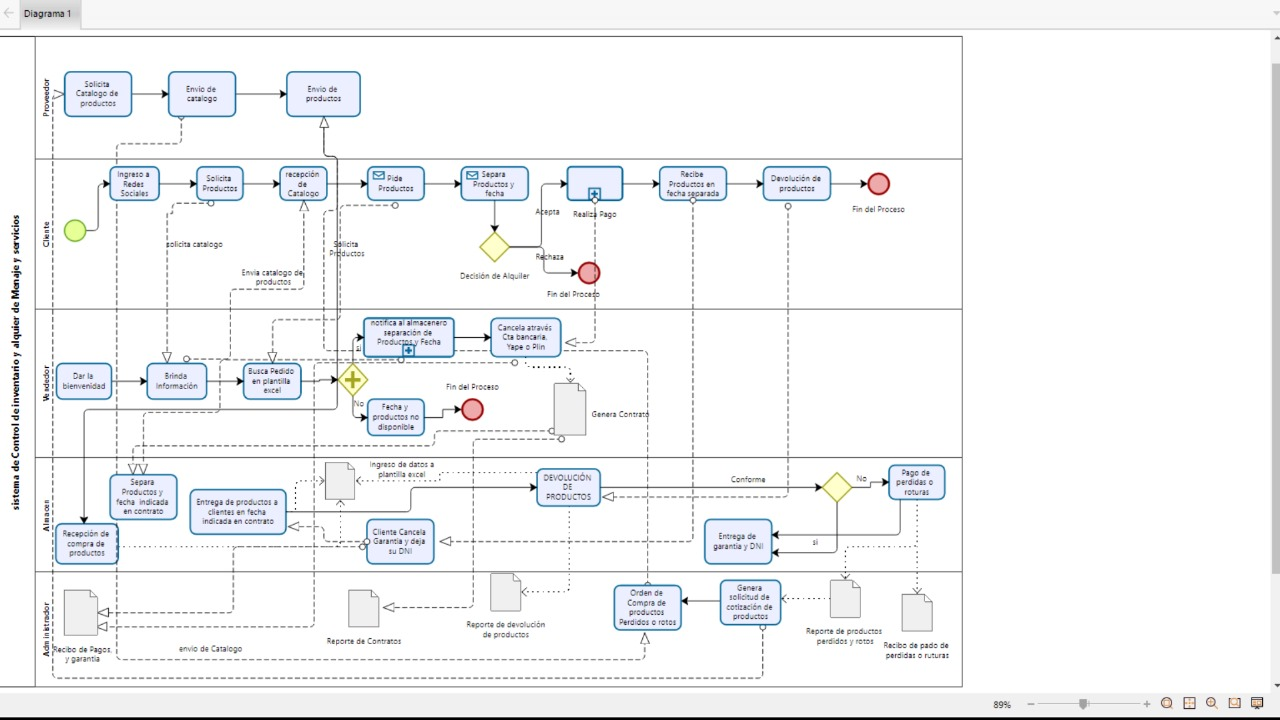 Diagrama 1
sistema de Control de inventario y alquier de Menaje y servicios
Proveedor
Solicita
Catalogo de
productos
Envio de
catalogo
Envio de
productos
Cliente
Ingreso a
Redes
Sociales
Solicita
Productos
recepción
de
Catalogo
Pide
Productos
Separa
Productos y
fecha
Realiza Pago
Recibe
Productos en
fecha separada
Devolución de
productos
Fin del Proceso
Acepta
Rechaza
Decisión de Alquiler
Fin del Proceso
solicita catalogo
Solicita
Productos
Envia catalogo de
productos
Vendedor
notifica al almacenero
separación de
Productos y Fecha
Cancela através
Cta bancaria,
Yape o Plin
si
Dar la
bienvenidad
Brinda
Información
Busca Pedido
en plantilla
excel
No
Fecha y
productos no
disponible
Fin del Proceso
Genera Contrato
Almacen
Separa
Productos y
fecha indicada
en contrato
Entrega de productos a
clientes en fecha
indicada en contrato
Ingreso de datos a
plantilla excel
DEVOLUCIÓN
DE
PRODUCTOS
Conforme
No
Pago de
perdidas o
roturas
Recepción de
compra de
productos
Cliente Cancela
Garantia y deja
su DNI
Entrega de
garantia y DNI
si
Administrador
Recibo de Pagos,
y garantia
envio de Catalogo
Reporte de Contratos
Reporte de devolución
de productos
Orden de
Compra de
productos
Perdidos o rotos
Genera
solicitud de
cotización de
productos
Reporte de productos
perdidos y rotos
Recibo de pado de
perdidas o ruturas
89%